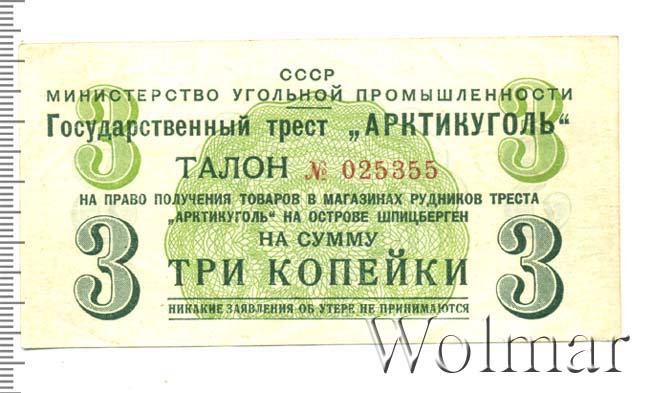 СССР
МИНИСТЕРСТВО УГОЛЬНОЙ ПРОМЫШЛЕННОСТИ
Государственный трест „АРКТИКУГОЛЬ“
3 3
ТАЛОН № 025355
НА ПРАВО ПОЛУЧЕНИЯ ТОВАРОВ В МАГАЗИНАХ РУДНИКОВ ТРЕСТА
„АРКТИКУГОЛЬ“ НА ОСТРОВЕ ШПИЦБЕРГЕН
НА СУММУ
3 ТРИ КОПЕЙКИ 3
НИКАКИЕ ЗАЯВЛЕНИЯ ОБ УТЕРЕ НЕ ПРИНИМАЮТСЯ
Wolmar